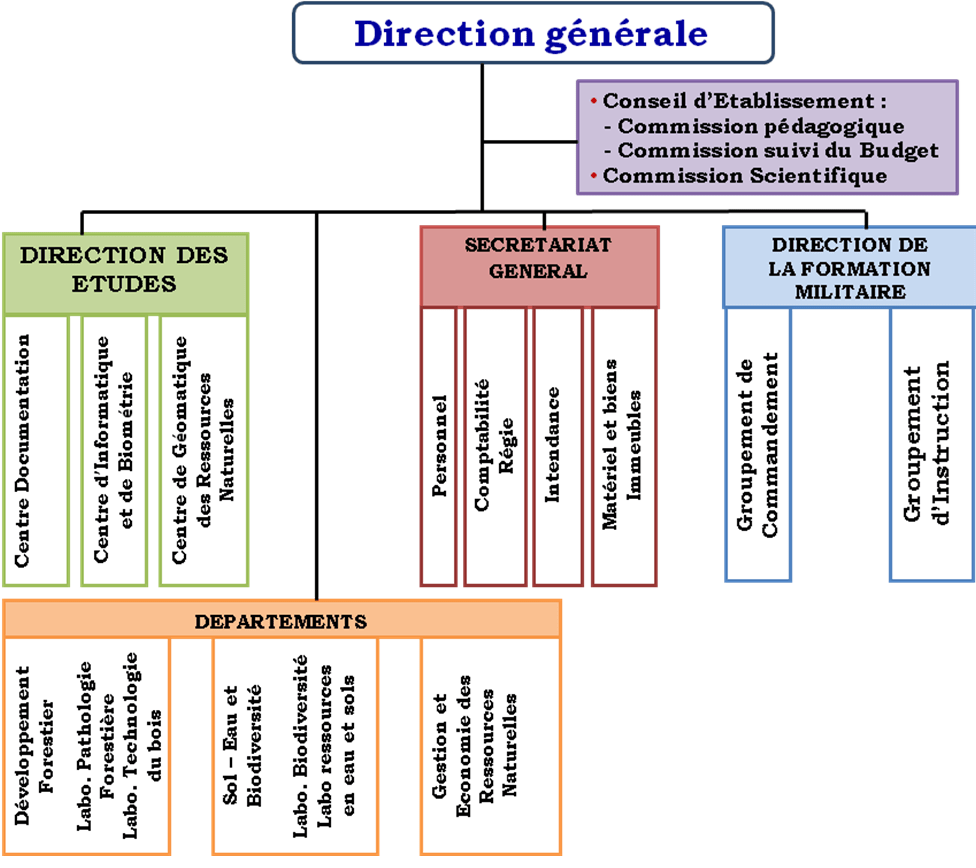 Direction générale
• Conseil d'Etablissement :
- Commission pédagogique
- Commission suivi du Budget
• Commission Scientifique
DIRECTION DES
ETUDES
Centre Documentation
Centre d'Informatique
et de Biométrie
Centre de Géomatique
des Ressources
Naturelles
SECRETARIAT
GENERAL
Personnel
Comptabilité
Régie
Intendance
Matériel et biens
Immeubles
DIRECTION DE
LA FORMATION
MILITAIRE
Groupement de
Commandement
Groupement
d'Instruction
DEPARTEMENTS
Développement
Forestier
Labo. Pathologie
Forestière
Labo. Technologie
du bois
Sol – Eau et
Biodiversité
Labo. Biodiversité
Labo ressources
en eau et sols
Gestion et
Economie des
Ressources
Naturelles